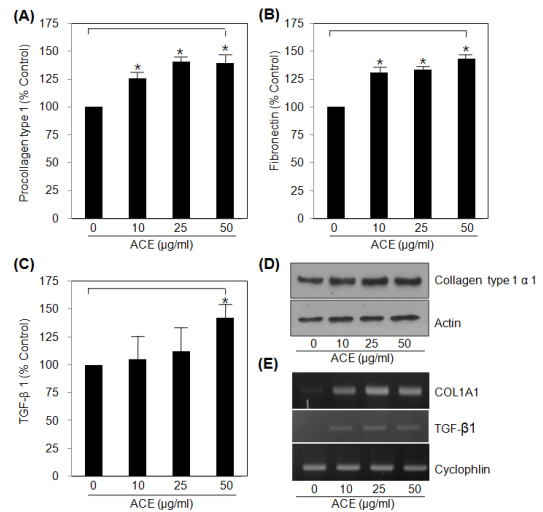 (A)
Procollagen type 1 (% Control)
175
150
125
100
75
50
25
0
* * *
0 10 25 50
ACE (µg/ml)
(B)
Fibronectin (% Control)
175
150
125
100
75
50
25
0
* * *
0 10 25 50
ACE (µg/ml)
(C)
TGF-β 1 (% Control)
175
150
125
100
75
50
25
0
*
0 10 25 50
ACE (µg/ml)
(D)
Collagen type 1 α 1
Actin
0 10 25 50
ACE (µg/ml)
(E)
COL1A1
TGF-β1
Cyclophlin
0 10 25 50
ACE (µg/ml)